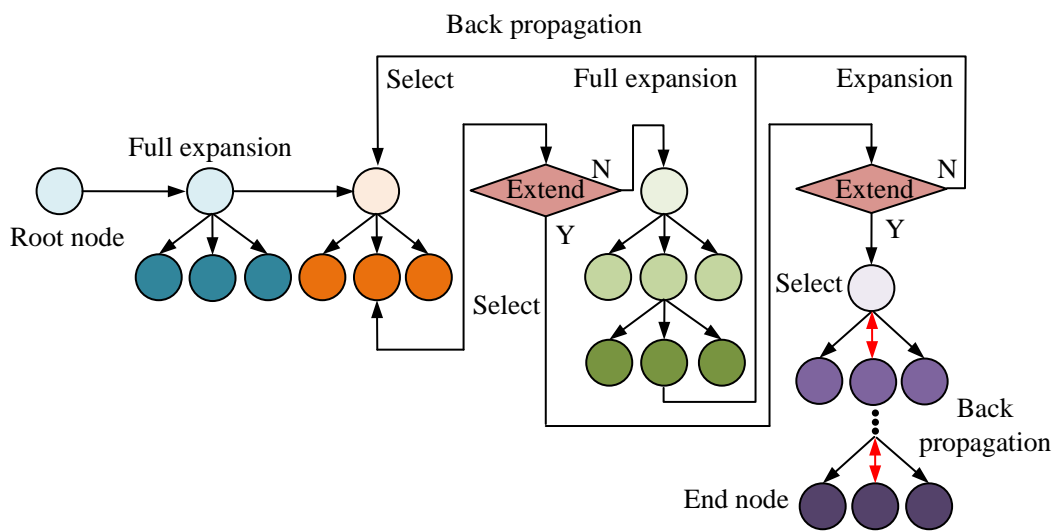 Back propagation
Select
Full expansion
Expansion
Full expansion
Extend
N
Extend
N
Root node
Y
Y
Select
Select
Back
propagation
End node